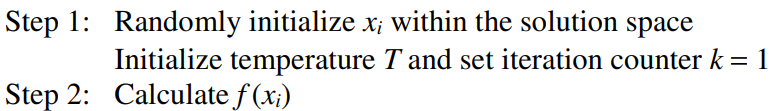 Step 1: Randomly initialize xᵢ within the solution space
Initialize temperature T and set iteration counter k = 1
Step 2: Calculate f (xᵢ)